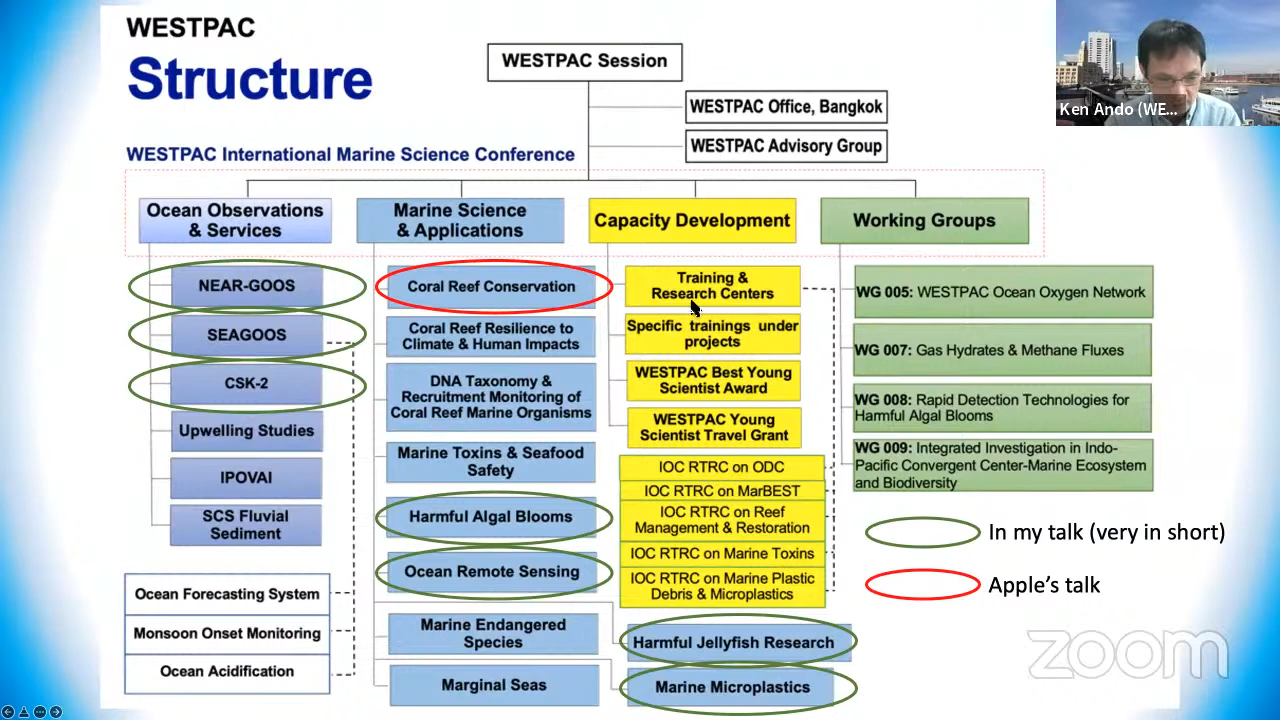 WESTPAC
Structure
WESTPAC Session
WESTPAC Office, Bangkok
WESTPAC Advisory Group
WESTPAC International Marine Science Conference
Ken Ando (WE...
Ocean Observations
& Services
NEAR-GOOS
SEAGOOS
CSK-2
Upwelling Studies
IPOVAI
SCS Fluvial
Sediment
Ocean Forecasting System
Monsoon Onset Monitoring
Ocean Acidification
Marine Science
& Applications
Coral Reef Conservation
Coral Reef Resilience to
Climate & Human Impacts
DNA Taxonomy &
Recruitment Monitoring of
Coral Reef Marine Organisms
Marine Toxins & Seafood
Safety
Harmful Algal Blooms
Ocean Remote Sensing
Marine Endangered
Species
Marginal Seas
Capacity Development
Training &
Research Centers
Specific trainings under
projects
WESTPAC Best Young
Scientist Award
WESTPAC Young
Scientist Travel Grant
IOC RTRC on ODC
IOC RTRC on MarBEST
IOC RTRC on Reef
Management & Restoration
IOC RTRC on Marine Toxins
IOC RTRC on Marine Plastic
Debris & Microplastics
Harmful Jellyfish Research
Marine Microplastics
Working Groups
WG 005: WESTPAC Ocean Oxygen Network
WG 007: Gas Hydrates & Methane Fluxes
WG 008: Rapid Detection Technologies for
Harmful Algal Blooms
WG 009: Integrated Investigation in Indo-
Pacific Convergent Center-Marine Ecosystem
and Biodiversity
In my talk (very in short)
Apple's talk
zoom